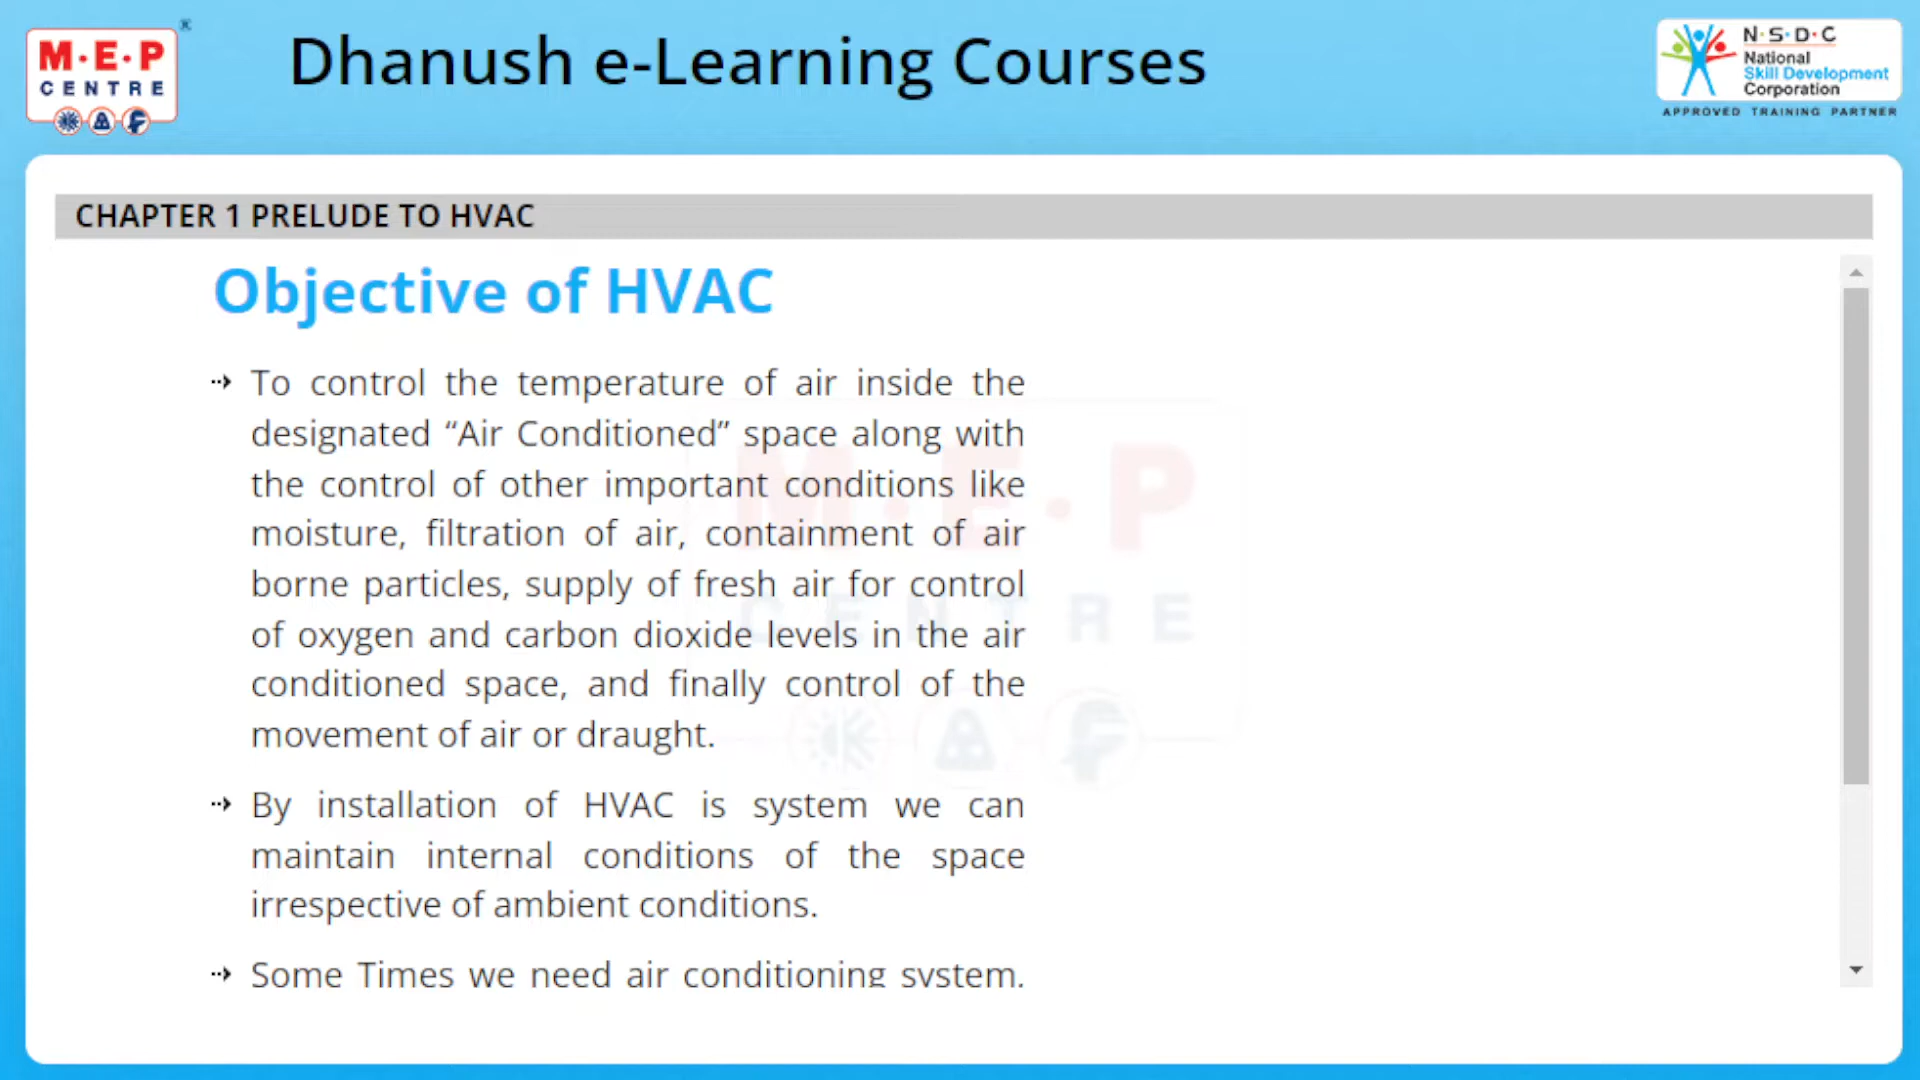 M·E·P
CENTRE
Dhanush e-Learning Courses
N·S·D·C
National
Skill Development
Corporation
APPROVED TRAINING PARTNER
CHAPTER 1 PRELUDE TO HVAC
Objective of HVAC
To control the temperature of air inside the
designated “Air Conditioned” space along with
the control of other important conditions like
moisture, filtration of air, containment of air
borne particles, supply of fresh air for control
of oxygen and carbon dioxide levels in the air
conditioned space, and finally control of the
movement of air or draught.
By installation of HVAC is system we can
maintain internal conditions of the space
irrespective of ambient conditions.
Some Times we need air conditioning system.
M·E·P
CENTRE